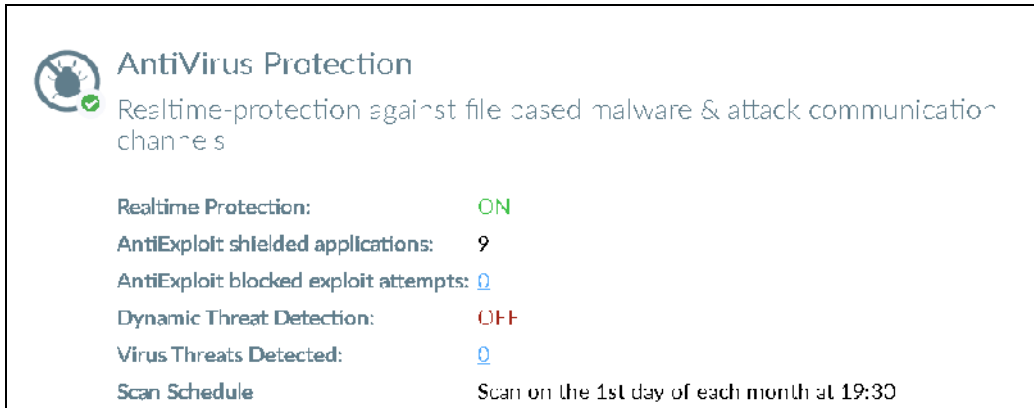 AntiVirus Protection
Realtime-protection against file based malware & attack communication
channels
Realtime Protection: ON
AntiExploit shielded applications: 9
AntiExploit blocked exploit attempts: 0
Dynamic Threat Detection: OFF
Virus Threats Detected: 0
Scan Schedule Scan on the 1st day of each month at 19:30